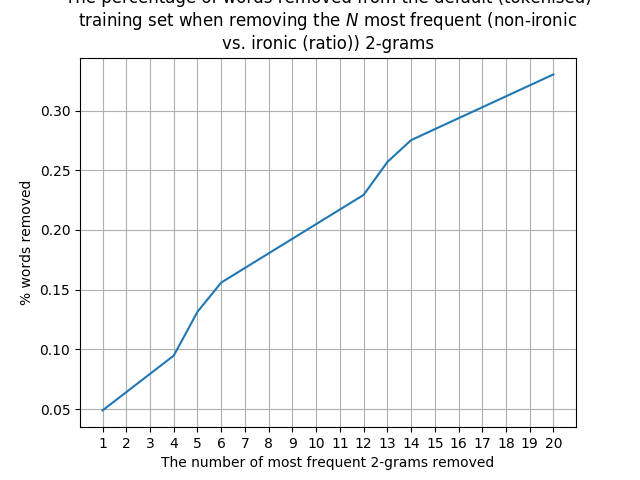 The percentage of words removed from the default (tokenised)
training set when removing the N most frequent (non-ironic
vs. ironic (ratio)) 2-grams
0.30
0.25
0.20
0.15
0.10
0.05
% words removed
1 2 3 4 5 6 7 8 9 10 11 12 13 14 15 16 17 18 19 20
The number of most frequent 2-grams removed